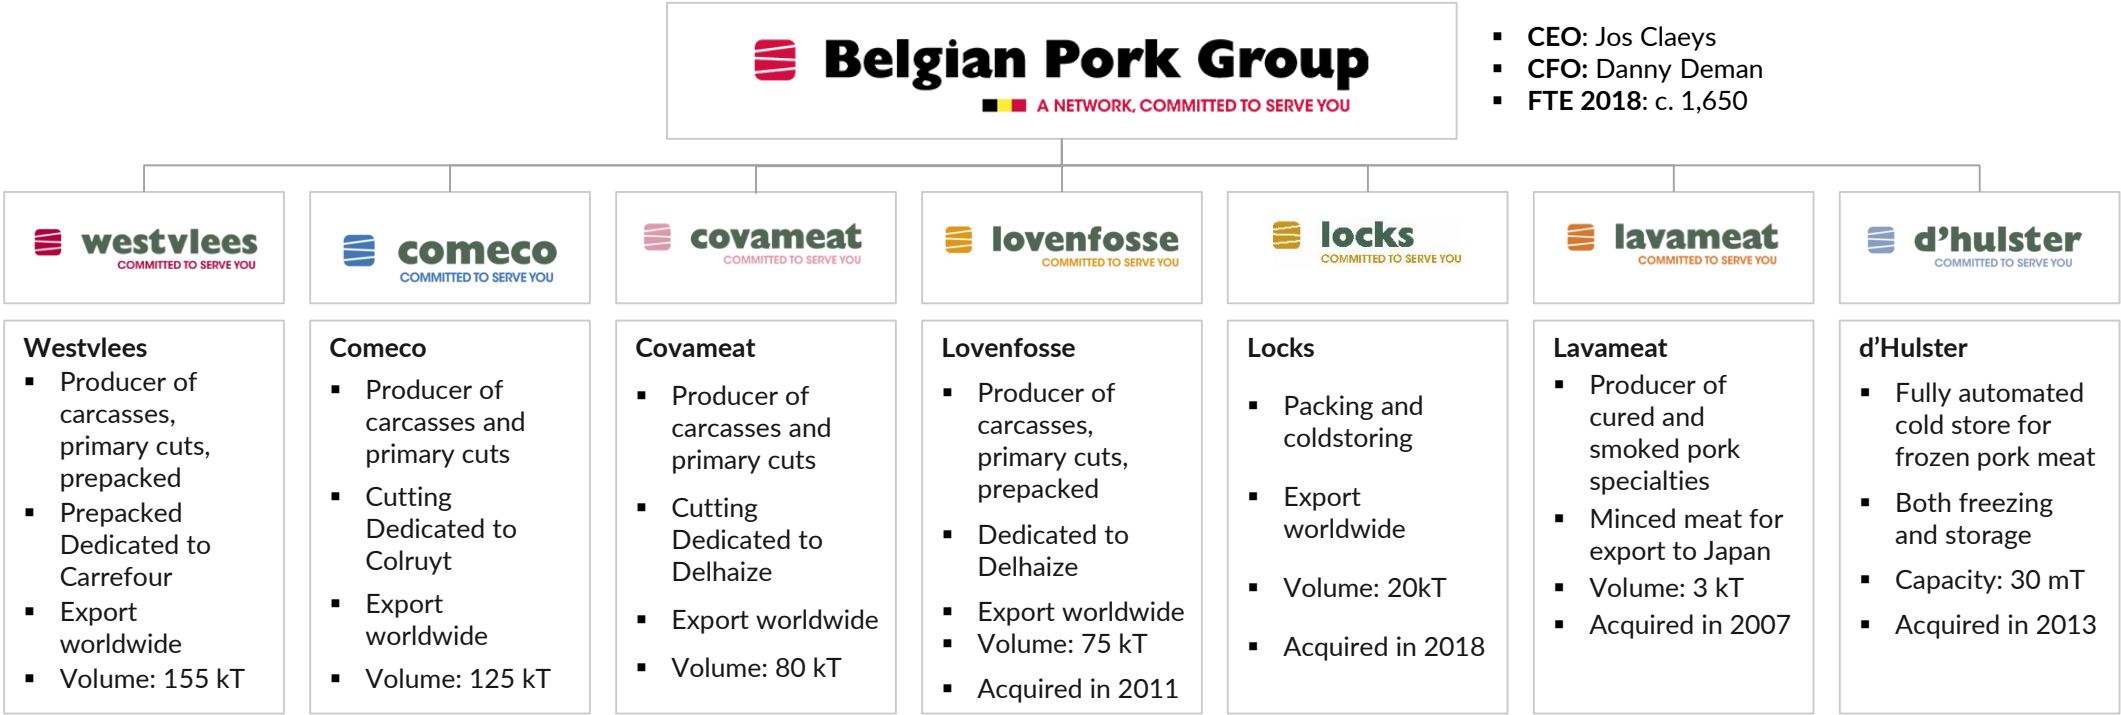 Belgian Pork Group
A NETWORK, COMMITTED TO SERVE YOU
▪ CEO: Jos Claeys
▪ CFO: Danny Deman
▪ FTE 2018: c. 1,650
westvlees
COMMITTED TO SERVE YOU
comeco
COMMITTED TO SERVE YOU
covameat
COMMITTED TO SERVE YOU
lovenfosse
COMMITTED TO SERVE YOU
locks
COMMITTED TO SERVE YOU
lavameat
COMMITTED TO SERVE YOU
d'hulster
COMMITTED TO SERVE YOU
Westvlees
▪ Producer of
carcasses,
primary cuts,
prepacked
▪ Prepacked
Dedicated to
Carrefour
▪ Export
worldwide
▪ Volume: 155 kT
Comeco
▪ Producer of
carcasses and
primary cuts
▪ Cutting
Dedicated to
Colruyt
▪ Export
worldwide
▪ Volume: 125 kT
Covameat
▪ Producer of
carcasses and
primary cuts
▪ Cutting
Dedicated to
Delhaize
▪ Export worldwide
▪ Volume: 80 kT
Lovenfosse
▪ Producer of
carcasses,
primary cuts,
prepacked
▪ Dedicated to
Delhaize
▪ Export worldwide
▪ Volume: 75 kT
▪ Acquired in 2011
Locks
▪ Packing and
coldstoring
▪ Export
worldwide
▪ Volume: 20kT
▪ Acquired in 2018
Lavameat
▪ Producer of
cured and
smoked pork
specialties
▪ Minced meat for
export to Japan
▪ Volume: 3 kT
▪ Acquired in 2007
d'Hulster
▪ Fully automated
cold store for
frozen pork meat
▪ Both freezing
and storage
▪ Capacity: 30 mT
▪ Acquired in 2013